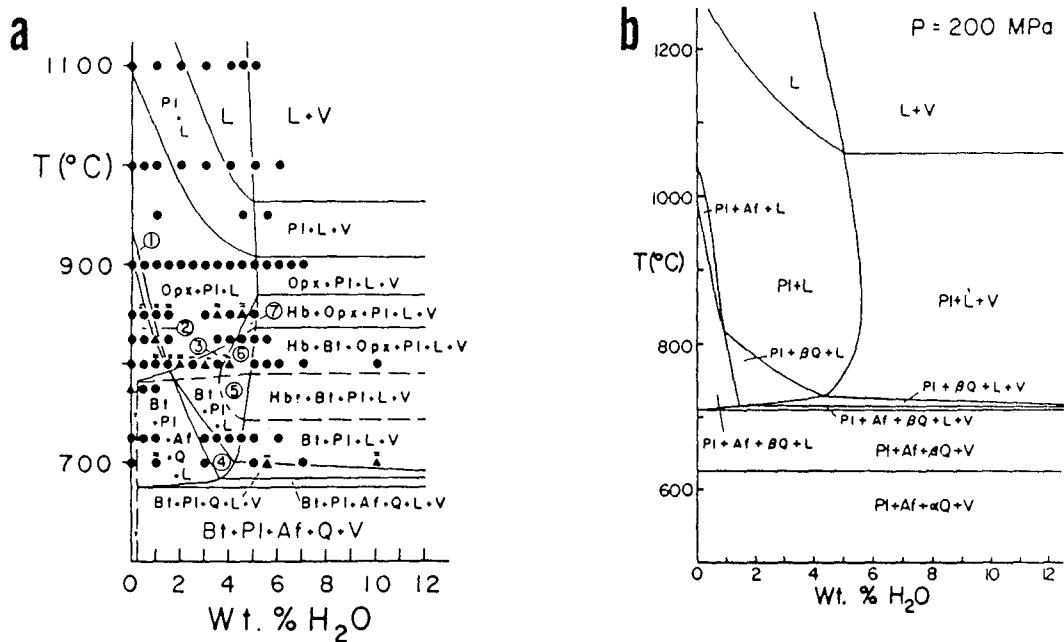 a
1100
T(°C)
900
700
Pl
+
L
L
L+V
Pl+L+V
①
Opx+Pl+L
Opx+Pl+L+V
⑦
Hb+Opx+Pl+L+V
②
③
⑥
Hb+Bt+Opx+Pl+L+V
⑤
Bt
+
Pl
+
L
Hbt+Bt+Pl+L+V
Bt
+
Pl
+
Af
+
Q
+
L
Bt+Pl+L+V
④
Bt+Pl+Q+L+V
Bt+Pl+Af+Q+L+V
Bt+Pl+Af+Q+V
0 2 4 6 8 10 12
Wt. % H₂O
b
P = 200 MPa
1200
1000
T(°C)
800
600
L
L+V
Pl+Af+L
Pl+L
Pl+L+V
Pl+βQ+L
Pl+βQ+L+V
Pl+Af+βQ+L+V
Pl+Af+βQ+L
Pl+Af+βQ+V
Pl+Af+αQ+V
0 2 4 6 8 10 12
Wt. % H₂O